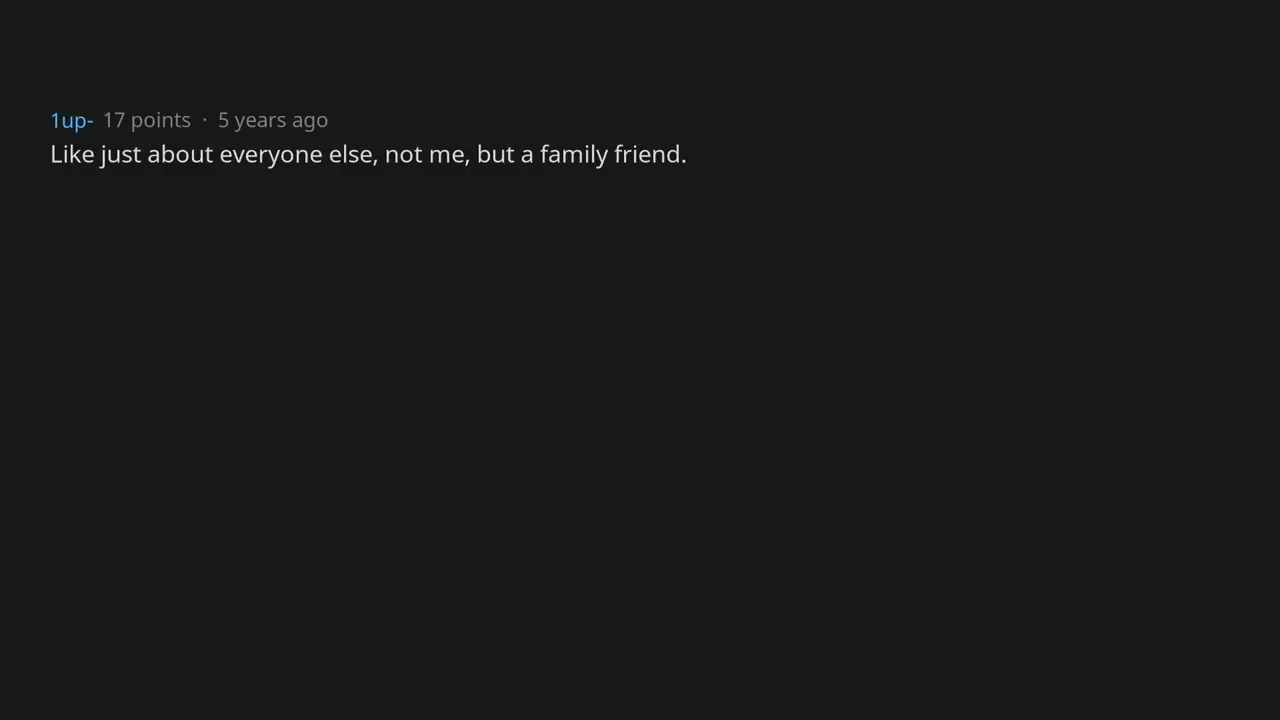 1up- 17 points · 5 years ago
Like just about everyone else, not me, but a family friend.